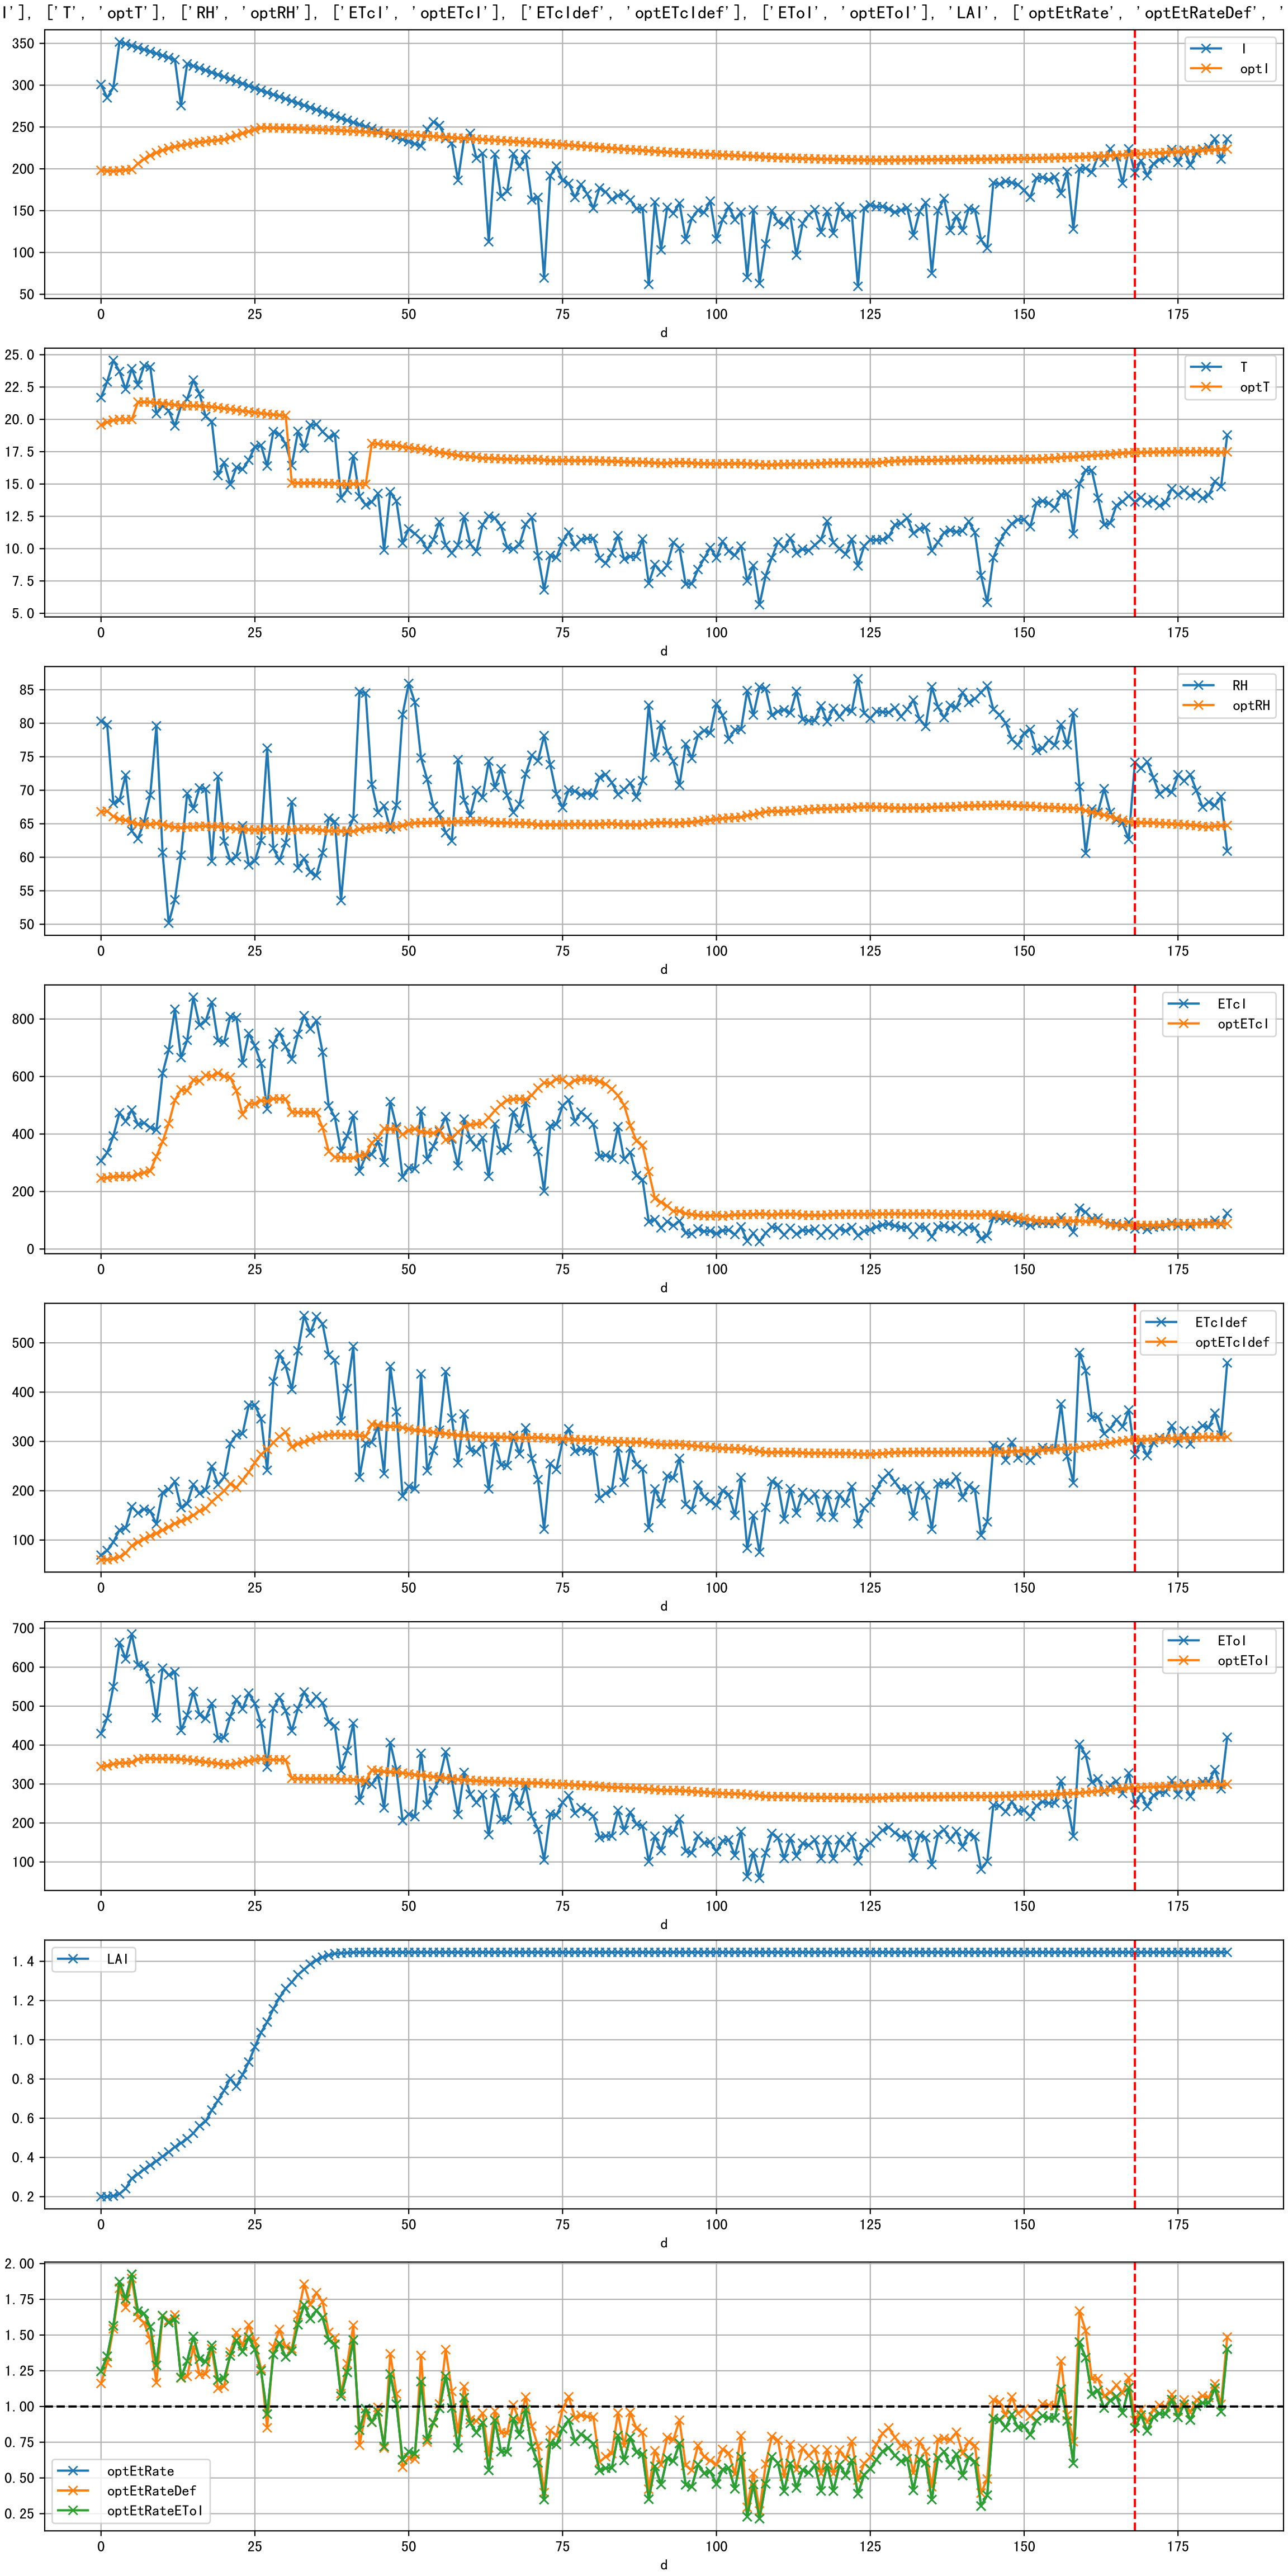 I'], ['T', 'optT'], ['RH', 'optRH'], ['ETcI', 'optETcI'], ['ETcIdef', 'optETcIdef'], ['EToI', 'optEToI'], 'LAI', ['optEtRate', 'optEtRateDef', '
I
optI
350
300
250
200
150
100
50
0 25 50 75 100 125 150 175
d
T
optT
25.0
22.5
20.0
17.5
15.0
12.5
10.0
7.5
5.0
0 25 50 75 100 125 150 175
d
RH
optRH
85
80
75
70
65
60
55
50
0 25 50 75 100 125 150 175
d
ETcI
optETcI
800
600
400
200
0
0 25 50 75 100 125 150 175
d
ETcIdef
optETcIdef
500
400
300
200
100
0 25 50 75 100 125 150 175
d
EToI
optEToI
700
600
500
400
300
200
100
0 25 50 75 100 125 150 175
d
LAI
1.4
1.2
1.0
0.8
0.6
0.4
0.2
0 25 50 75 100 125 150 175
d
2.00
1.75
1.50
1.25
1.00
0.75
0.50
0.25
optEtRate
optEtRateDef
optEtRateEToI
0 25 50 75 100 125 150 175
d